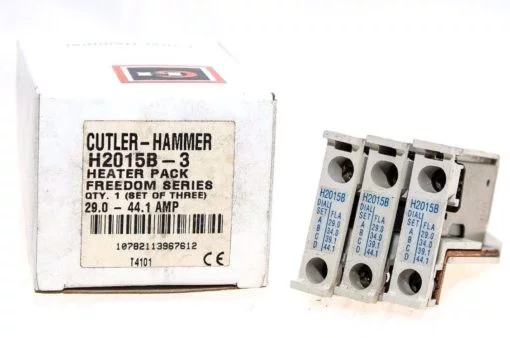 Cutler-Hammer
CUTLER-HAMMER
H2015B-3
HEATER PACK
FREEDOM SERIES
QTY. 1 (SET OF THREE)
29.0 - 44.1 AMP
10782113967612
T4101
CE
H2015B
DIAL
SET FLA
A 29.0
B 34.0
C 39.1
D 44.1
H2015B
DIAL
SET FLA
A 29.0
B 34.0
C 39.1
D 44.1
H2015B
DIAL
SET FLA
A 29.0
B 34.0
C 39.1
D 44.1